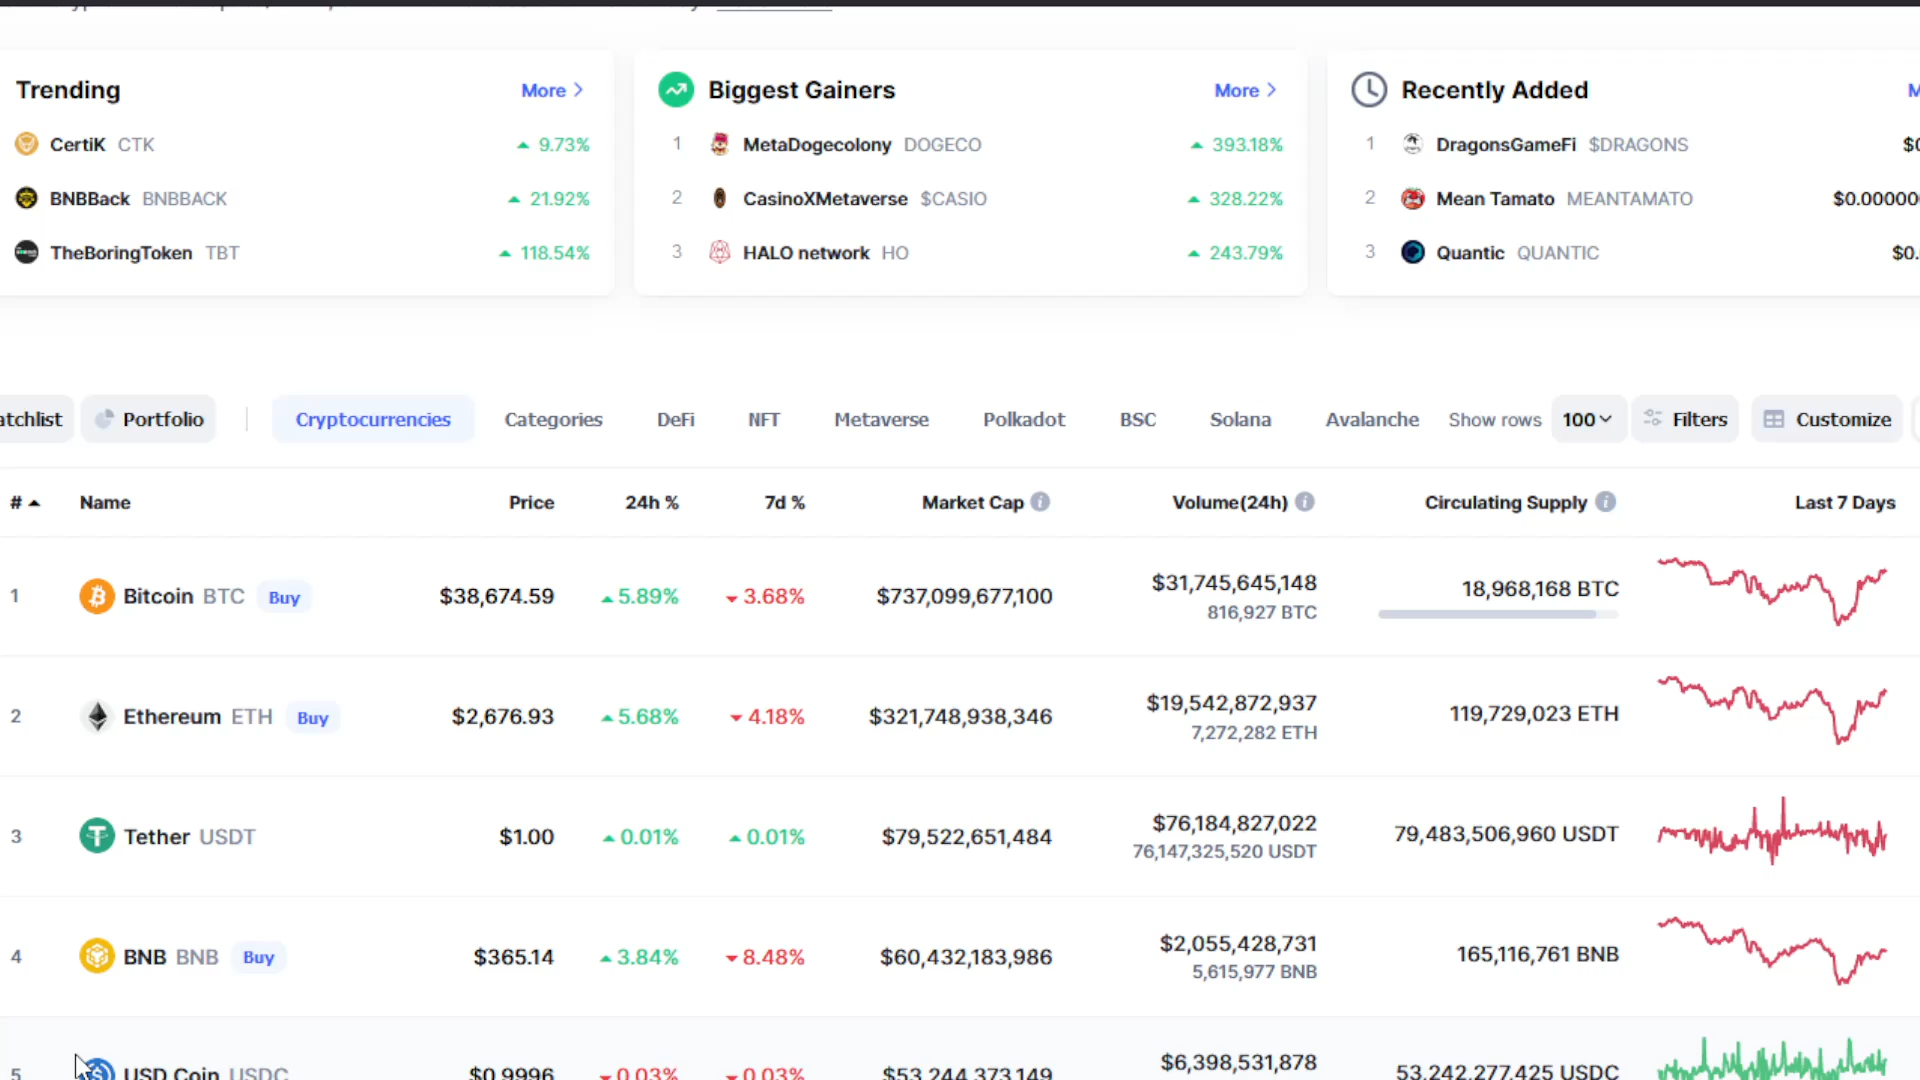 Trending More
CertiK CTK 9.73%
BNBBack BNBBACK 21.92%
TheBoringToken TBT 118.54%
Biggest Gainers More
1 MetaDogecolony DOGECO 393.18%
2 CasinoXMetaverse $CASIO 328.22%
3 HALO network HO 243.79%
Recently Added
1 DragonsGameFi $DRAGONS
2 Mean Tamato MEANTAMATO $0.00000
3 Quantic QUANTIC $0.
atchlist Portfolio Cryptocurrencies Categories DeFi NFT Metaverse Polkadot BSC Solana Avalanche Show rows 100 Filters Customize
# Name Price 24h % 7d % Market Cap Volume(24h) Circulating Supply Last 7 Days
1 Bitcoin BTC Buy $38,674.59 5.89% 3.68% $737,099,677,100 $31,745,645,148 18,968,168 BTC
816,927 BTC
2 Ethereum ETH Buy $2,676.93 5.68% 4.18% $321,748,938,346 $19,542,872,937 119,729,023 ETH
7,272,282 ETH
3 Tether USDT $1.00 0.01% 0.01% $79,522,651,484 $76,184,827,022 79,483,506,960 USDT
76,147,325,520 USDT
4 BNB BNB Buy $365.14 3.84% 8.48% $60,432,183,986 $2,055,428,731 165,116,761 BNB
5,615,977 BNB
5 USD Coin USDC $0.9996 0.03% 0.03% $53,244,373,149 $6,398,531,878 53,242,277,425 USDC